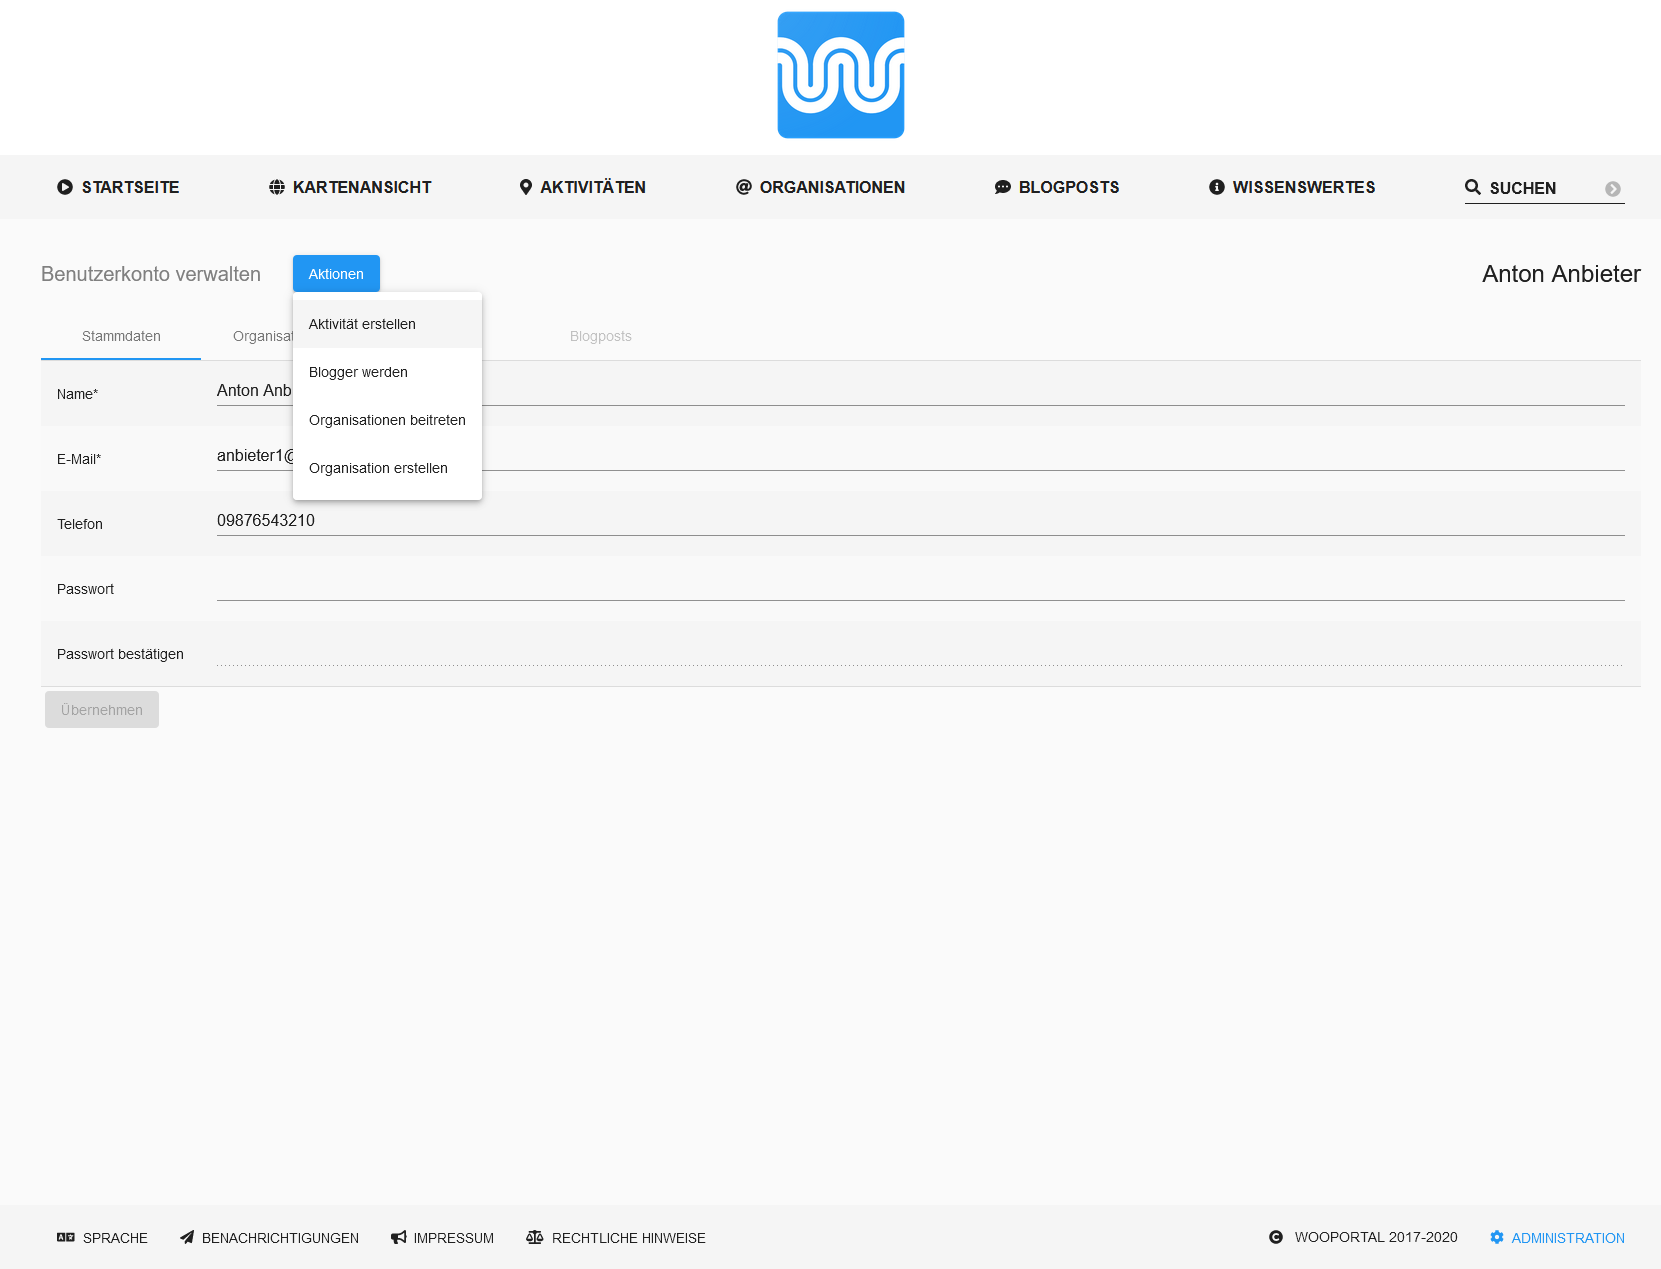 STARTSEITE KARTENANSICHT AKTIVITÄTEN ORGANISATIONEN BLOGPOSTS WISSENSWERTES SUCHEN
Benutzerkonto verwalten Aktionen Anton Anbieter
Aktivität erstellen
Blogger werden
Organisationen beitreten
Organisation erstellen
Stammdaten Blogposts
Name* Anton
E-Mail* anbieter1@
Telefon 09876543210
Passwort
Passwort bestätigen
Übernehmen
SPRACHE BENACHRICHTIGUNGEN IMPRESSUM RECHTLICHE HINWEISE WOOPORTAL 2017-2020 ADMINISTRATION